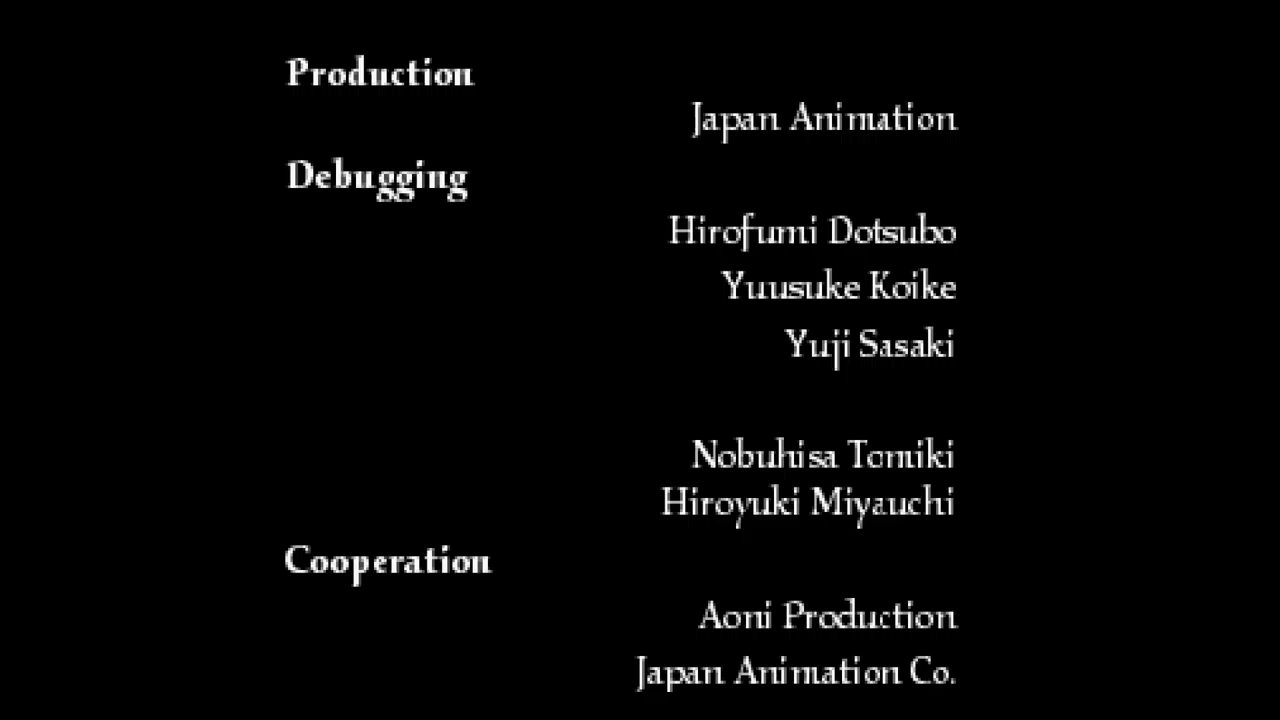 Production
Japan Animation
Debugging
Hirofumi Dotsubo
Yuusuke Koike
Yuji Sasaki
Nobuhisa Tomiki
Hiroyuki Miyauchi
Cooperation
Aoni Production
Japan Animation Co.